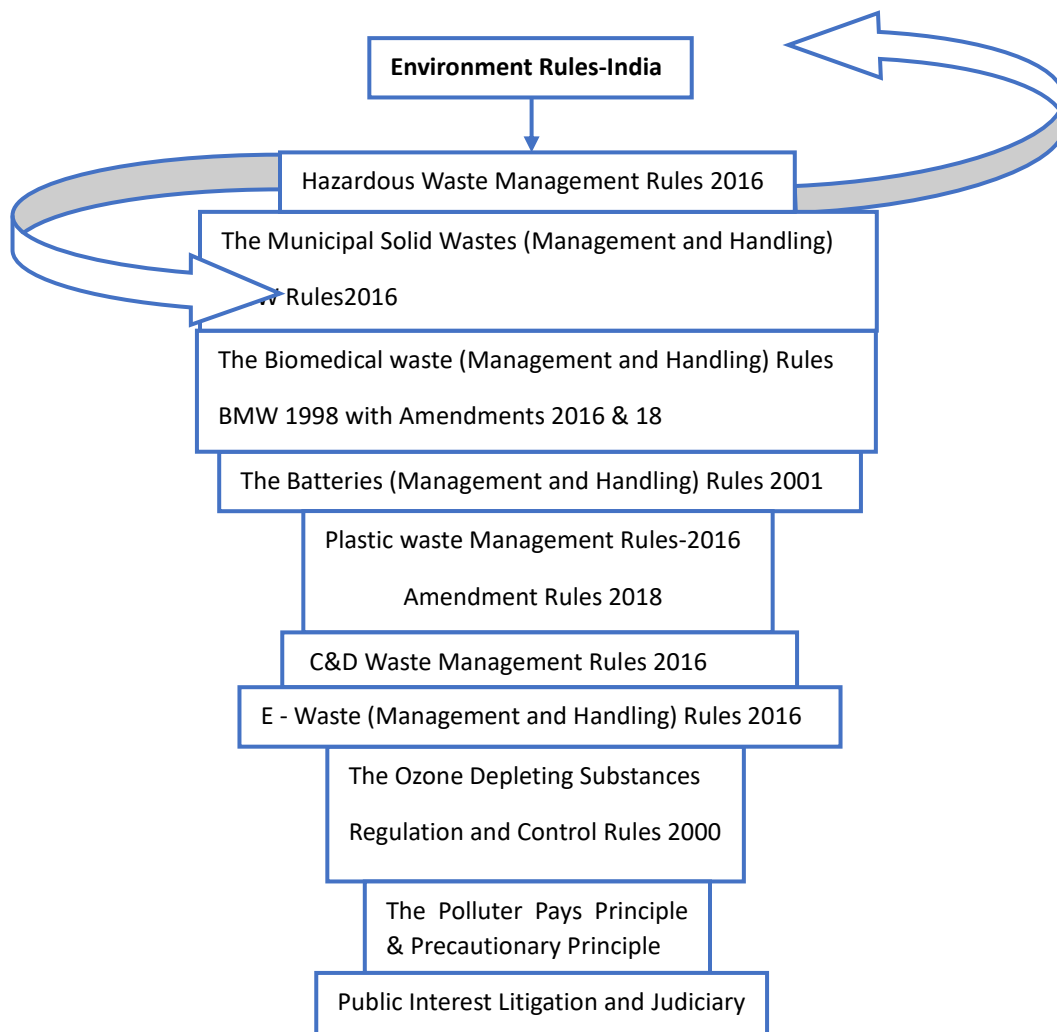 Environment Rules-India
Hazardous Waste Management Rules 2016
The Municipal Solid Wastes (Management and Handling)
Rules2016
The Biomedical waste (Management and Handling) Rules
BMW 1998 with Amendments 2016 & 18
The Batteries (Management and Handling) Rules 2001
Plastic waste Management Rules-2016
Amendment Rules 2018
C&D Waste Management Rules 2016
E - Waste (Management and Handling) Rules 2016
The Ozone Depleting Substances
Regulation and Control Rules 2000
The Polluter Pays Principle
& Precautionary Principle
Public Interest Litigation and Judiciary